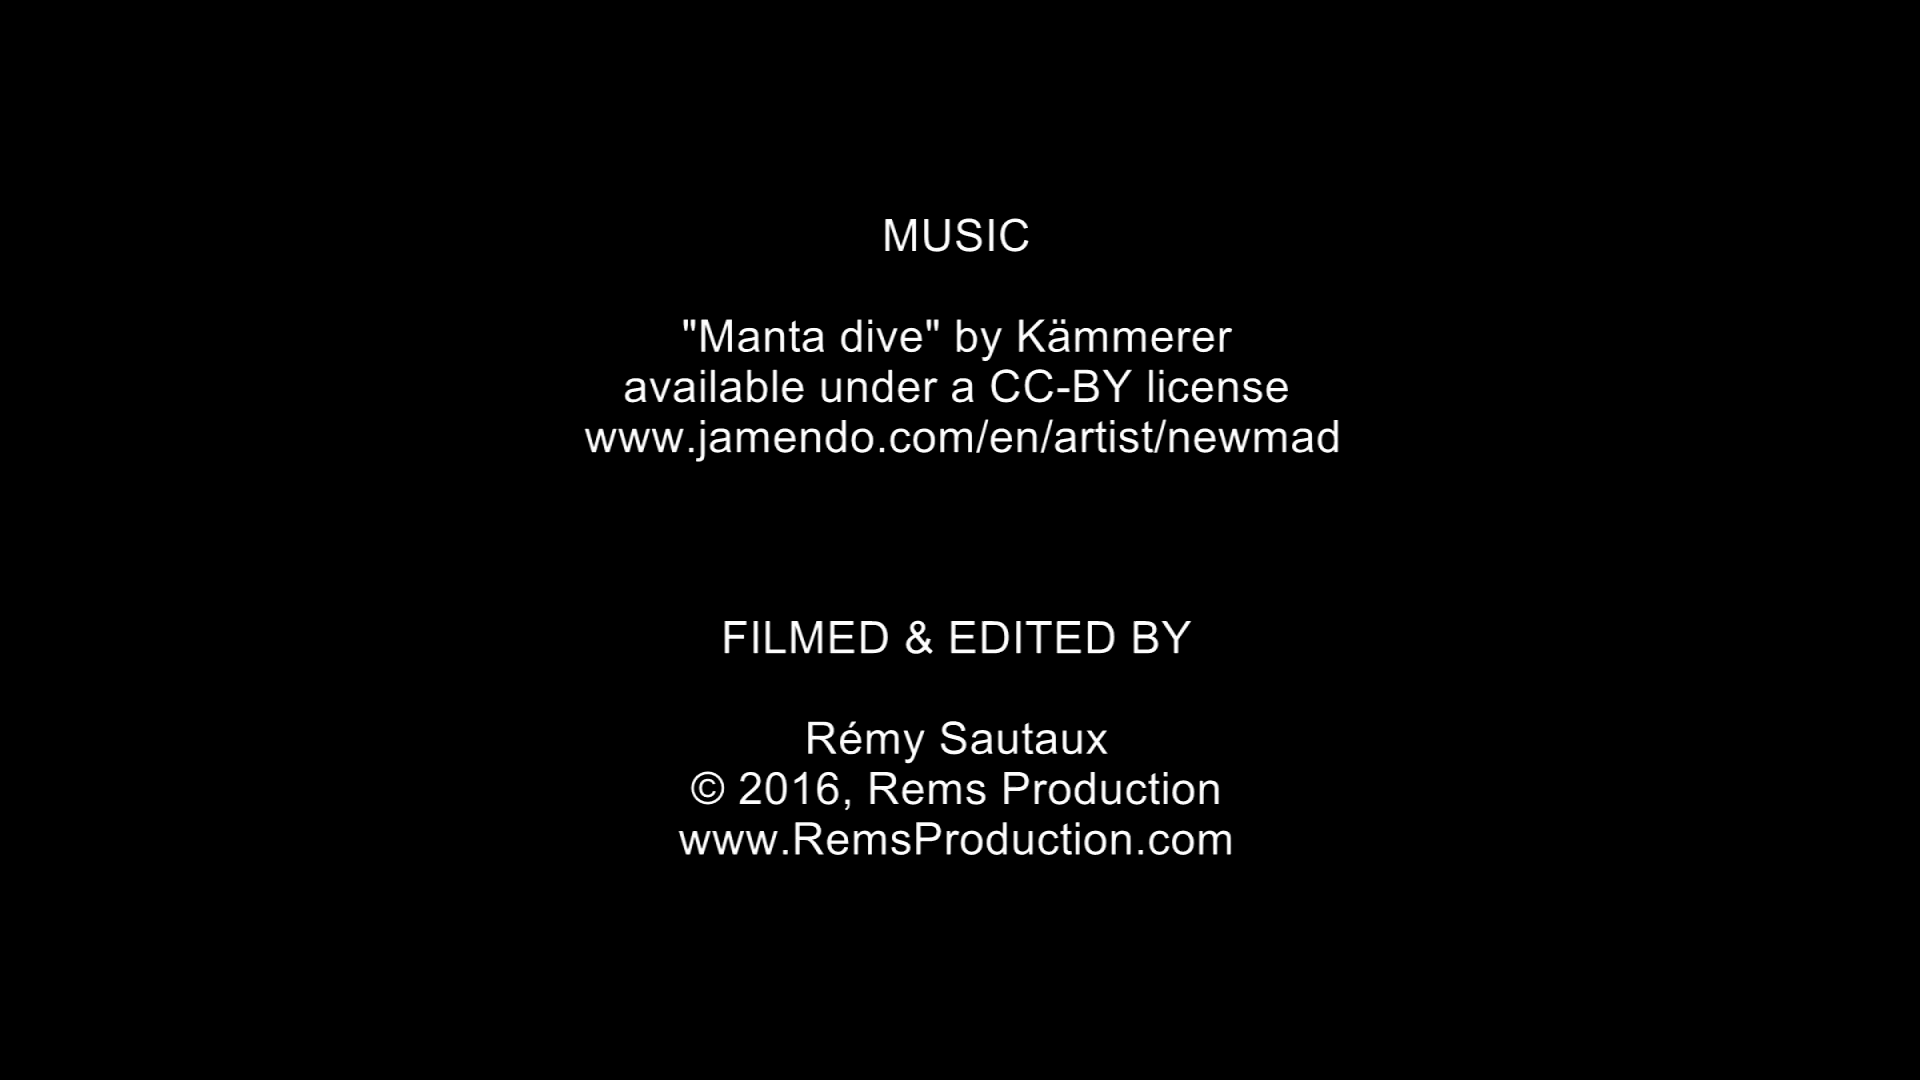 MUSIC
"Manta dive" by Kämmerer
available under a CC-BY license
www.jamendo.com/en/artist/newmad
FILMED & EDITED BY
Rémy Sautaux
© 2016, Rems Production
www.RemsProduction.com